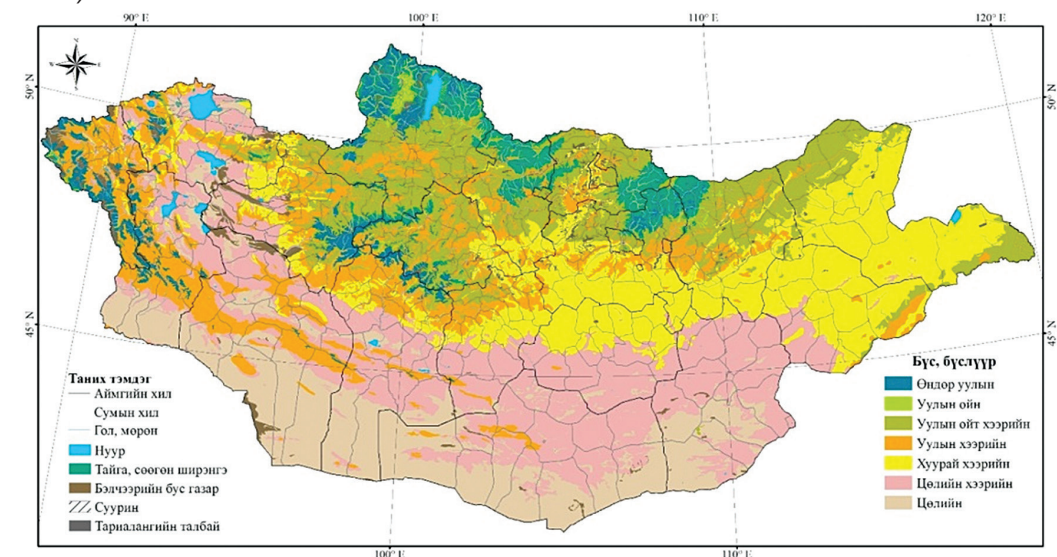 90° E 100° E 110° E 120° E
50° N
50° N
45° N
45° N
Таних тэмдэг
Аймгийн хил
Сумын хил
Гол, мөрөн
Нуур
Тайга, сөөгөн ширэнгэ
Бэлчээрийн бус газар
Суурин
Тариалангийн талбай
Бүс, бүслүүр
Өндөр уулын
Уулын ойн
Уулын ойт хээрийн
Уулын хээрийн
Хуурай хээрийн
Цөлийн хээрийн
Цөлийн
100° E 110° E